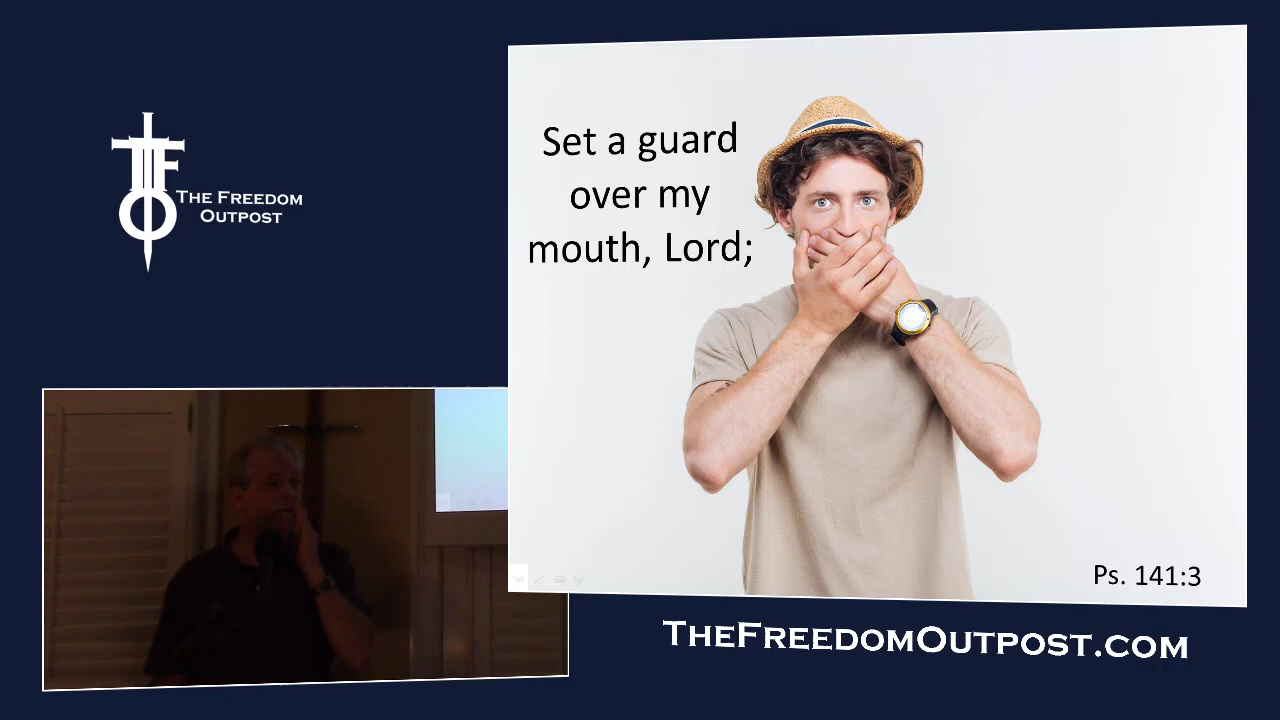 The Freedom
Outpost
Set a guard
over my
mouth, Lord;
Ps. 141:3
TheFreedomOutpost.com